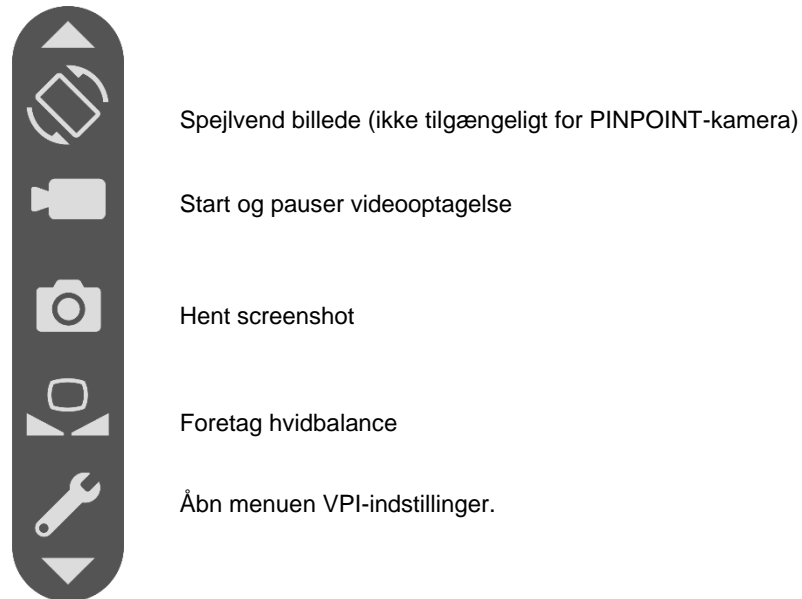 Spejlvend billede (ikke tilgængeligt for PINPOINT-kamera)
Start og pauser videooptagelse
Hent screenshot
Foretag hvidbalance
Åbn menuen VPI-indstillinger.